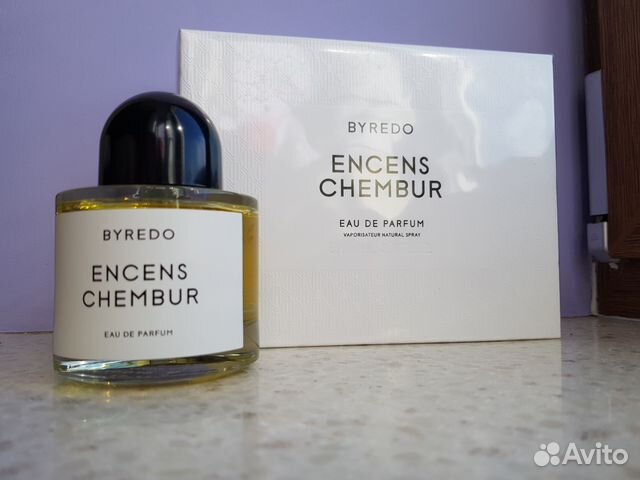 BYREDO
ENCENS
CHEMBUR
EAU DE PARFUM
BYREDO
ENCENS
CHEMBUR
EAU DE PARFUM
VAPORISATEUR NATURAL SPRAY
Avito